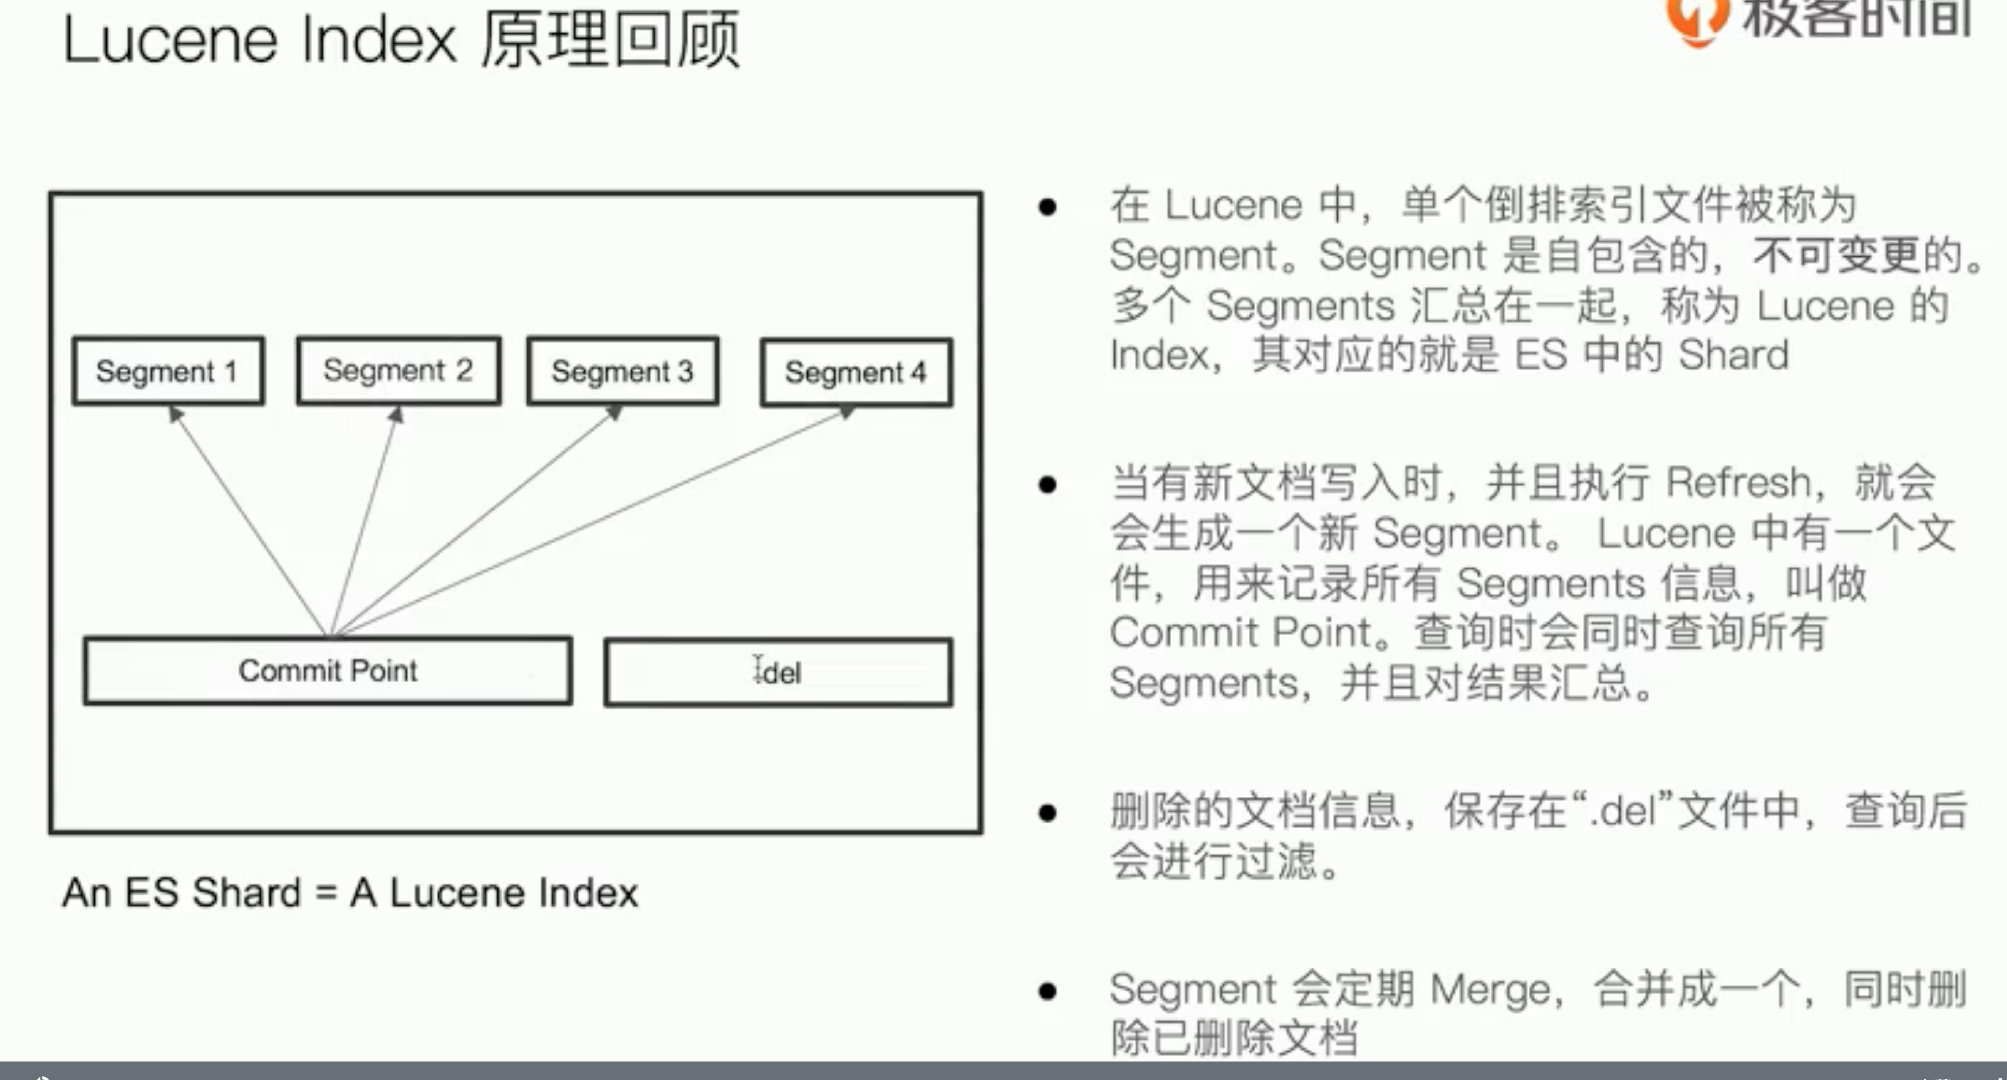 Lucene Index 原理回顾
极客时间
Segment 1
Segment 2
Segment 3
Segment 4
Commit Point
.del
An ES Shard = A Lucene Index
● 在 Lucene 中，单个倒排索引文件被称为
Segment。Segment 是自包含的，不可变更的。
多个 Segments 汇总在一起，称为 Lucene 的
Index，其对应的就是 ES 中的 Shard
● 当有新文档写入时，并且执行 Refresh，就会
会生成一个新 Segment。 Lucene 中有一个文
件，用来记录所有 Segments 信息，叫做
Commit Point。查询时会同时查询所有
Segments，并且对结果汇总。
● 删除的文档信息，保存在“.del”文件中，查询后
会进行过滤。
● Segment 会定期 Merge，合并成一个，同时删
除已删除文档